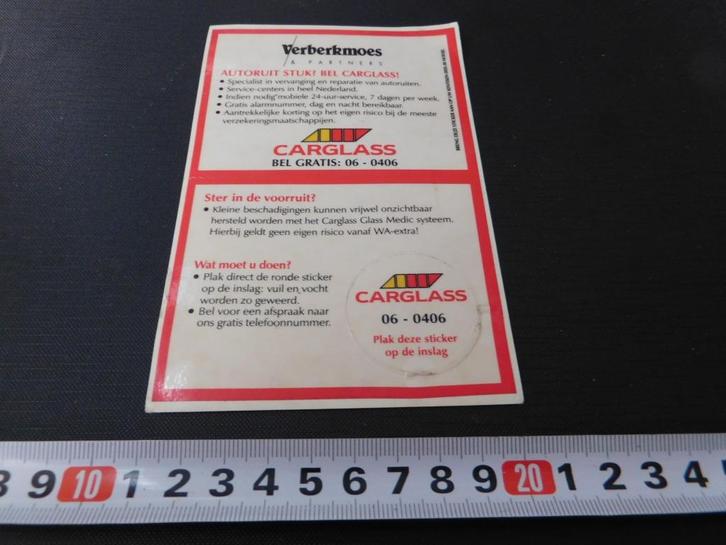 Verberkmoes
& PARTNERS
AUTORUIT STUK? BEL CARGLASS!
• Specialist in vervanging en reparatie van autoruiten.
• Service-centers in heel Nederland.
• Indien nodig mobiele 24-uur-service, 7 dagen per week.
• Gratis alarmnummer, dag en nacht bereikbaar.
• Aantrekkelijke korting op het eigen risico bij de meeste
verzekeringsmaatschappijen.
CARGLASS
BEL GRATIS: 06 - 0406
Ster in de voorruit?
• Kleine beschadigingen kunnen vrijwel onzichtbaar
hersteld worden met het Carglass Glass Medic systeem.
Hierbij geldt geen eigen risico vanaf WA-extra!
Wat moet u doen?
• Plak direct de ronde sticker
op de inslag: vuil en vocht
worden zo geweerd.
• Bel voor een afspraak naar
ons gratis telefoonnummer.
CARGLASS
06 - 0406
Plak deze sticker
op de inslag
9 10 1 2 3 4 5 6 7 8 9 20 1 2 3 4